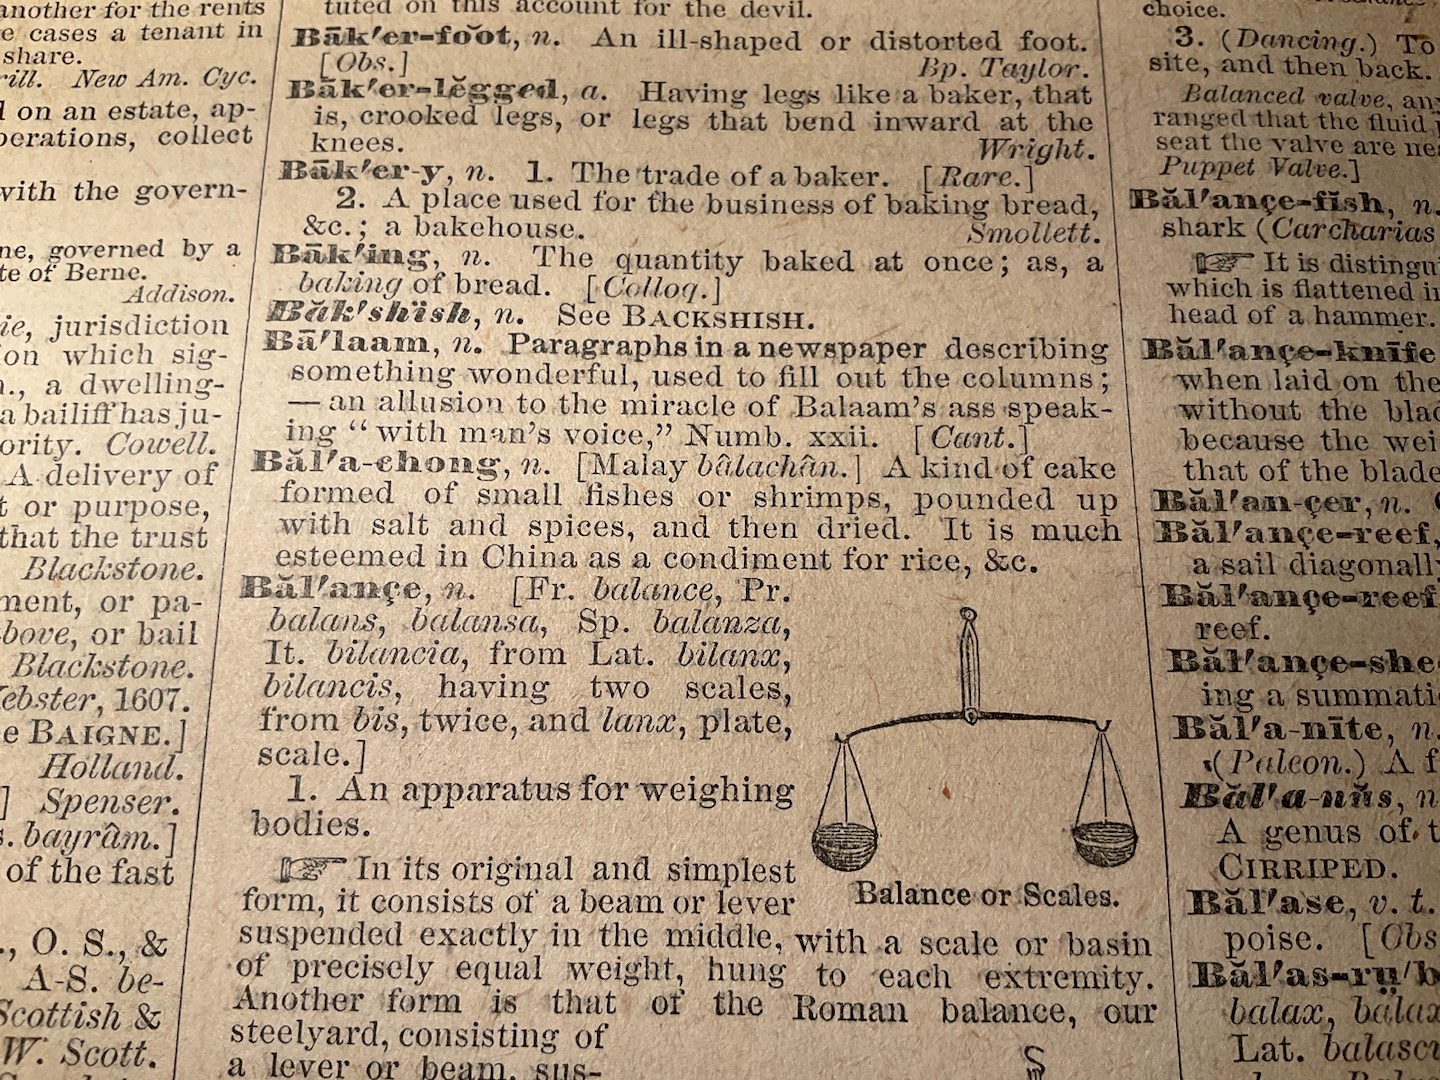 another for the rents
e cases a tenant in
share.
rill. New Am. Cyc.
l on an estate, ap-
perations, collect
with the govern-
ne, governed by a
te of Berne.
Addison.
ie, jurisdiction
ion which sig-
a., a dwelling-
a bailiff has ju-
ority. Cowell.
A delivery of
t or purpose,
that the trust
Blackstone.
ment, or pa-
bove, or bail
Blackstone.
Webster, 1607.
e BAIGNE.]
Holland.
] Spenser.
s. bayrâm.]
of the fast
., O. S., &
A-S. be-
Scottish &
W. Scott.
tuted on this account for the devil.
Bāk'er-foŏt, n. An ill-shaped or distorted foot.
[Obs.] Bp. Taylor.
Bāk'er-lĕgged, a. Having legs like a baker, that
is, crooked legs, or legs that bend inward at the
knees. Wright.
Bāk'er-y, n. 1. The trade of a baker. [Rare.]
2. A place used for the business of baking bread,
&c.; a bakehouse. Smollett.
Bāk'ing, n. The quantity baked at once; as, a
baking of bread. [Colloq.]
Băk'shïsh, n. See BACKSHISH.
Bā'laam, n. Paragraphs in a newspaper describing
something wonderful, used to fill out the columns;
— an allusion to the miracle of Balaam's ass speak-
ing “with man's voice,” Numb. xxii. [Cant.]
Băl'a-chong, n. [Malay bâlachân.] A kind of cake
formed of small fishes or shrimps, pounded up
with salt and spices, and then dried. It is much
esteemed in China as a condiment for rice, &c.
Băl'ançe, n. [Fr. balance, Pr.
balans, balansa, Sp. balanza,
It. bilancia, from Lat. bilanx,
bilancis, having two scales,
from bis, twice, and lanx, plate,
scale.]
1. An apparatus for weighing
bodies.
☞ In its original and simplest
form, it consists of a beam or lever
Balance or Scales.
suspended exactly in the middle, with a scale or basin
of precisely equal weight, hung to each extremity.
Another form is that of the Roman balance, our
steelyard, consisting of
a lever or beam, sus-
choice.
3. (Dancing.) To
site, and then back.
Balanced valve, an
ranged that the fluid
seat the valve are ne
Puppet Valve.]
Băl'ançe-fĭsh, n.
shark (Carcharias
☞ It is distingui
which is flattened i
head of a hammer.
Băl'ançe-knīfe
when laid on the
without the blad
because the wei
that of the blade
Băl'an-çer, n.
Băl'ançe-reef,
a sail diagonally
Băl'ançe-reef
reef.
Băl'ançe-shee
ing a summati
Băl'a-nīte, n.
(Paleon.) A f
Băl'a-nŭs, n
A genus of t
CIRRIPED.
Băl'ase, v. t.
poise. [Obs
Băl'as-rṳ'b
balax, balax
Lat. balasc